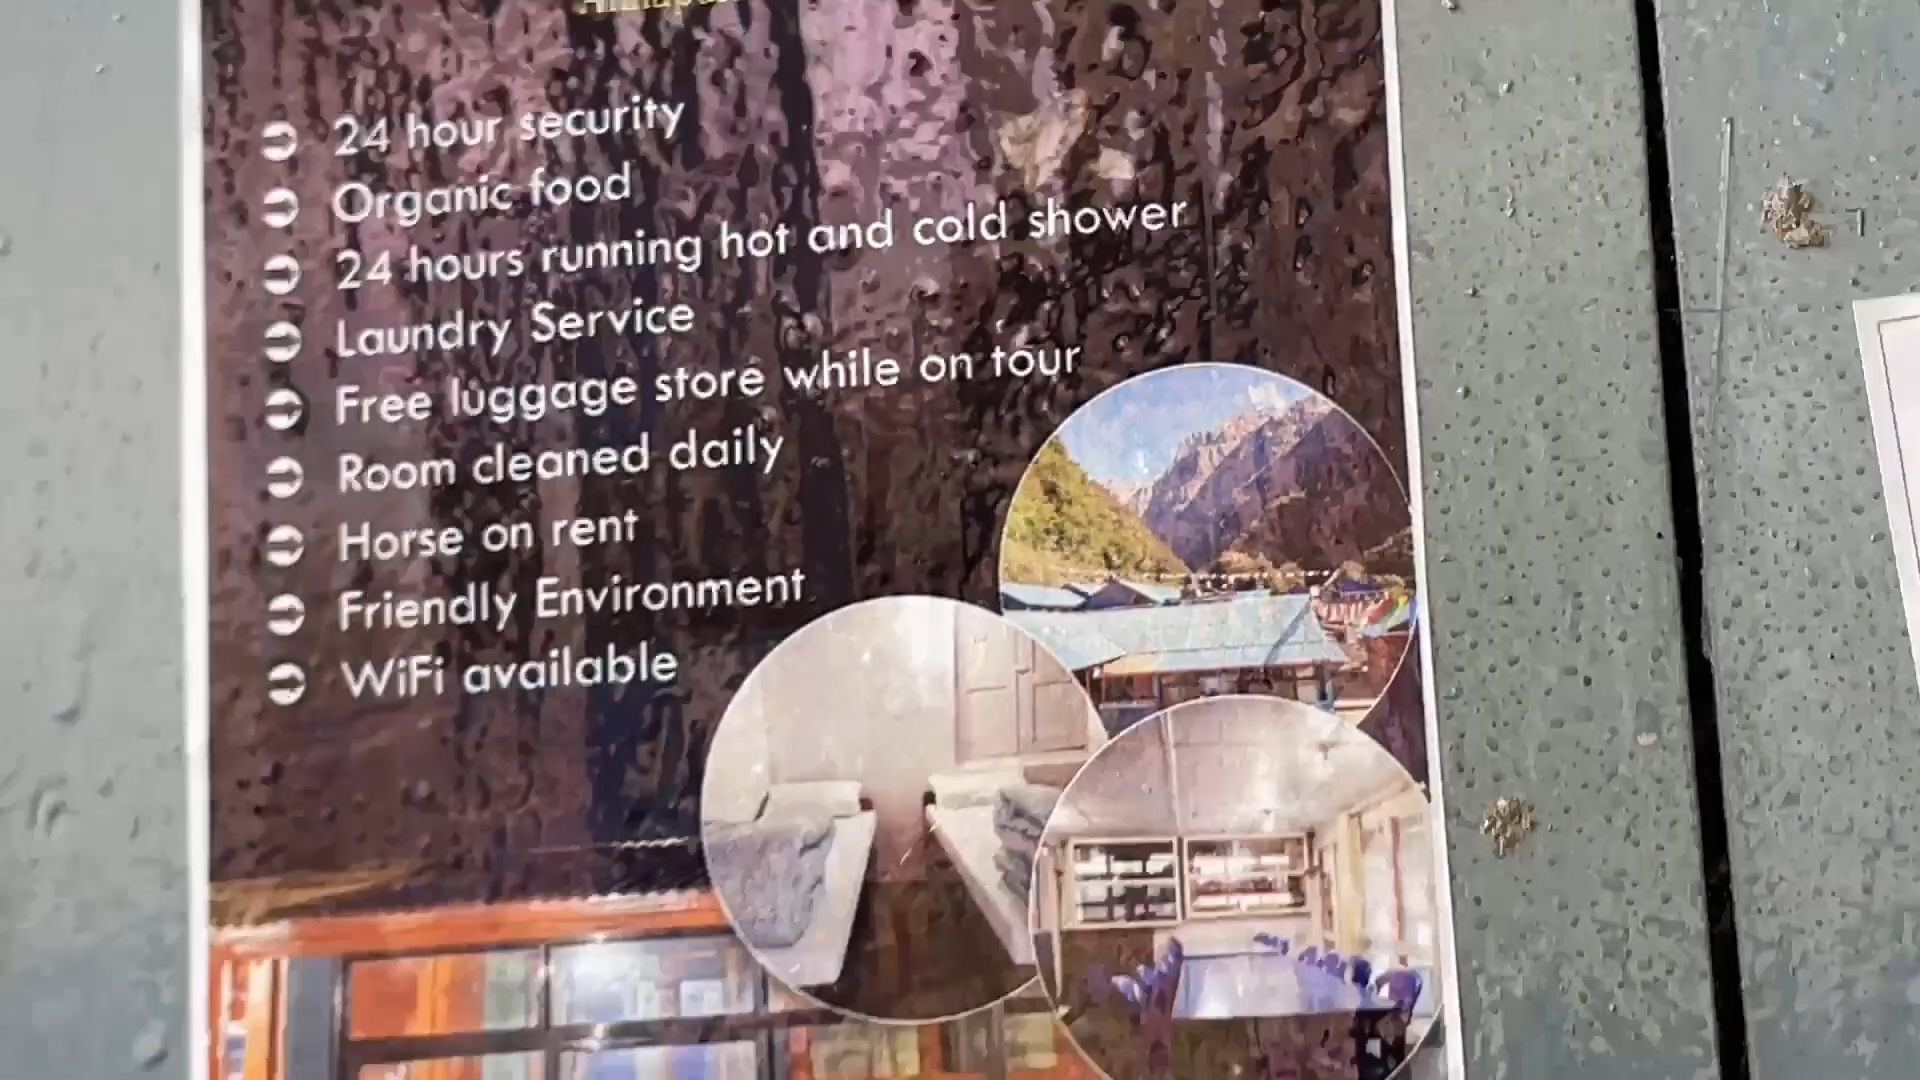 24 hour security
Organic food
24 hours running hot and cold shower
Laundry Service
Free luggage store while on tour
Room cleaned daily
Horse on rent
Friendly Environment
WiFi available